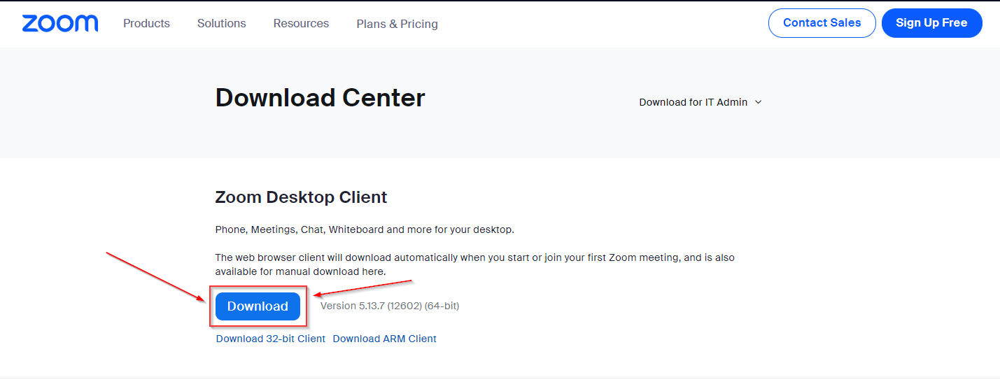 zoom
Products
Solutions
Resources
Plans & Pricing
Contact Sales
Sign Up Free
Download Center
Download for IT Admin
Zoom Desktop Client
Phone, Meetings, Chat, Whiteboard and more for your desktop.
The web browser client will download automatically when you start or join your first Zoom meeting, and is also
available for manual download here.
Download
Version 5.13.7 (12602) (64-bit)
Download 32-bit Client
Download ARM Client